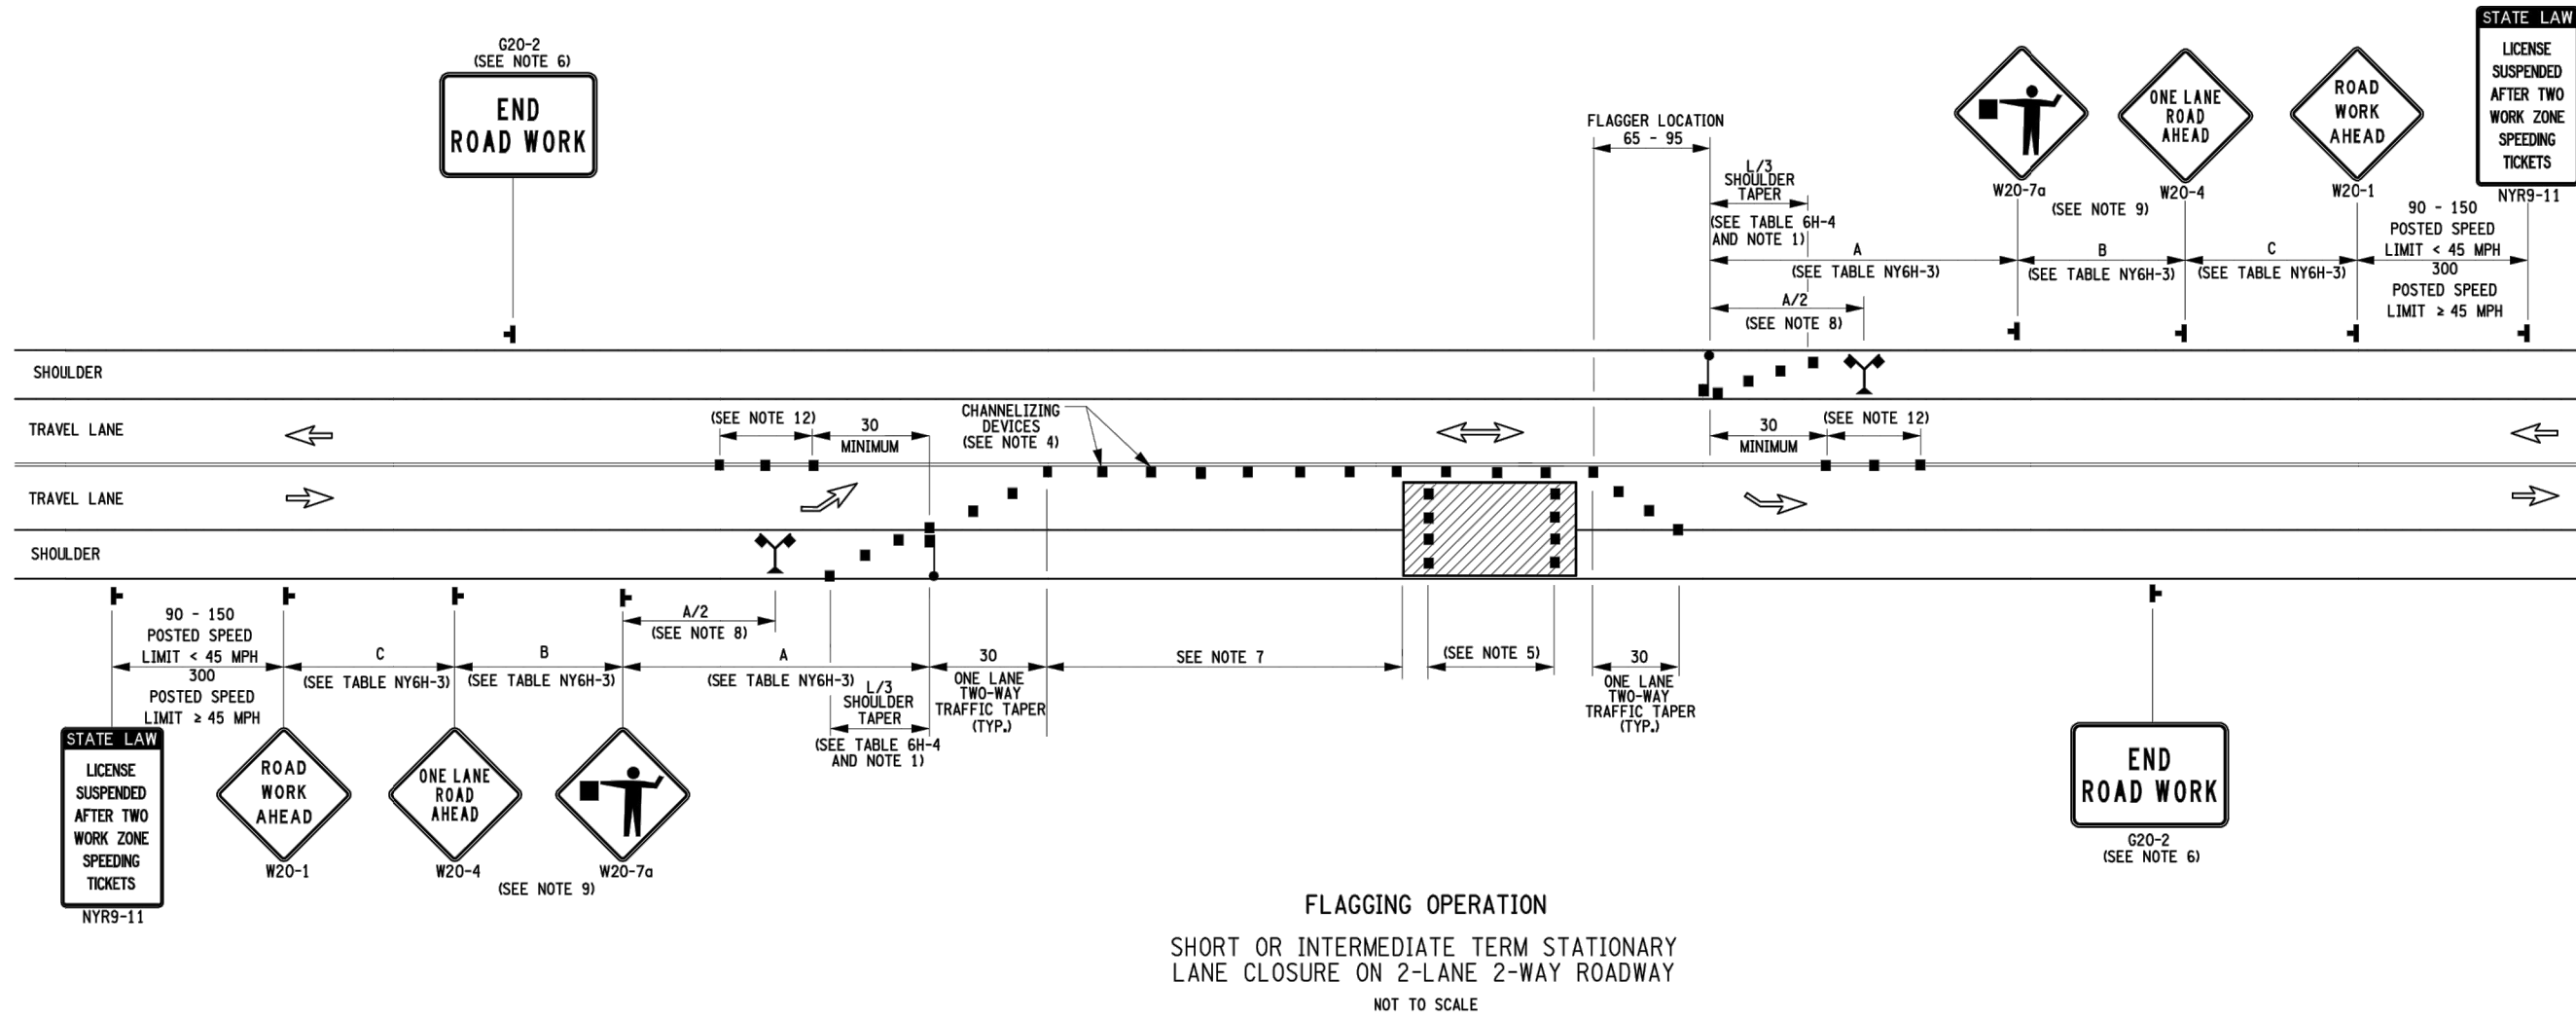 G20-2
(SEE NOTE 6)
END
ROAD WORK
FLAGGER LOCATION
65 - 95
L/3
SHOULDER
TAPER
(SEE TABLE 6H-4
AND NOTE 1)
A
(SEE TABLE NY6H-3)
A/2
(SEE NOTE 8)
W20-7a
(SEE NOTE 9)
B
(SEE TABLE NY6H-3)
ONE LANE
ROAD
AHEAD
W20-4
C
(SEE TABLE NY6H-3)
ROAD
WORK
AHEAD
W20-1
STATE LAW
LICENSE
SUSPENDED
AFTER TWO
WORK ZONE
SPEEDING
TICKETS
NYR9-11
90 - 150
POSTED SPEED
LIMIT < 45 MPH
300
POSTED SPEED
LIMIT ≥ 45 MPH
SHOULDER
TRAVEL LANE
(SEE NOTE 12)
30
MINIMUM
CHANNELIZING
DEVICES
(SEE NOTE 4)
30
MINIMUM
(SEE NOTE 12)
TRAVEL LANE
SHOULDER
90 - 150
POSTED SPEED
LIMIT < 45 MPH
300
POSTED SPEED
LIMIT ≥ 45 MPH
C
(SEE TABLE NY6H-3)
B
(SEE TABLE NY6H-3)
A/2
(SEE NOTE 8)
A
(SEE TABLE NY6H-3)
L/3
SHOULDER
TAPER
(SEE TABLE 6H-4
AND NOTE 1)
30
ONE LANE
TWO-WAY
TRAFFIC TAPER
(TYP.)
SEE NOTE 7
(SEE NOTE 5)
30
ONE LANE
TWO-WAY
TRAFFIC TAPER
(TYP.)
STATE LAW
LICENSE
SUSPENDED
AFTER TWO
WORK ZONE
SPEEDING
TICKETS
NYR9-11
ROAD
WORK
AHEAD
W20-1
ONE LANE
ROAD
AHEAD
W20-4
(SEE NOTE 9)
W20-7a
END
ROAD WORK
G20-2
(SEE NOTE 6)
FLAGGING OPERATION
SHORT OR INTERMEDIATE TERM STATIONARY
LANE CLOSURE ON 2-LANE 2-WAY ROADWAY
NOT TO SCALE